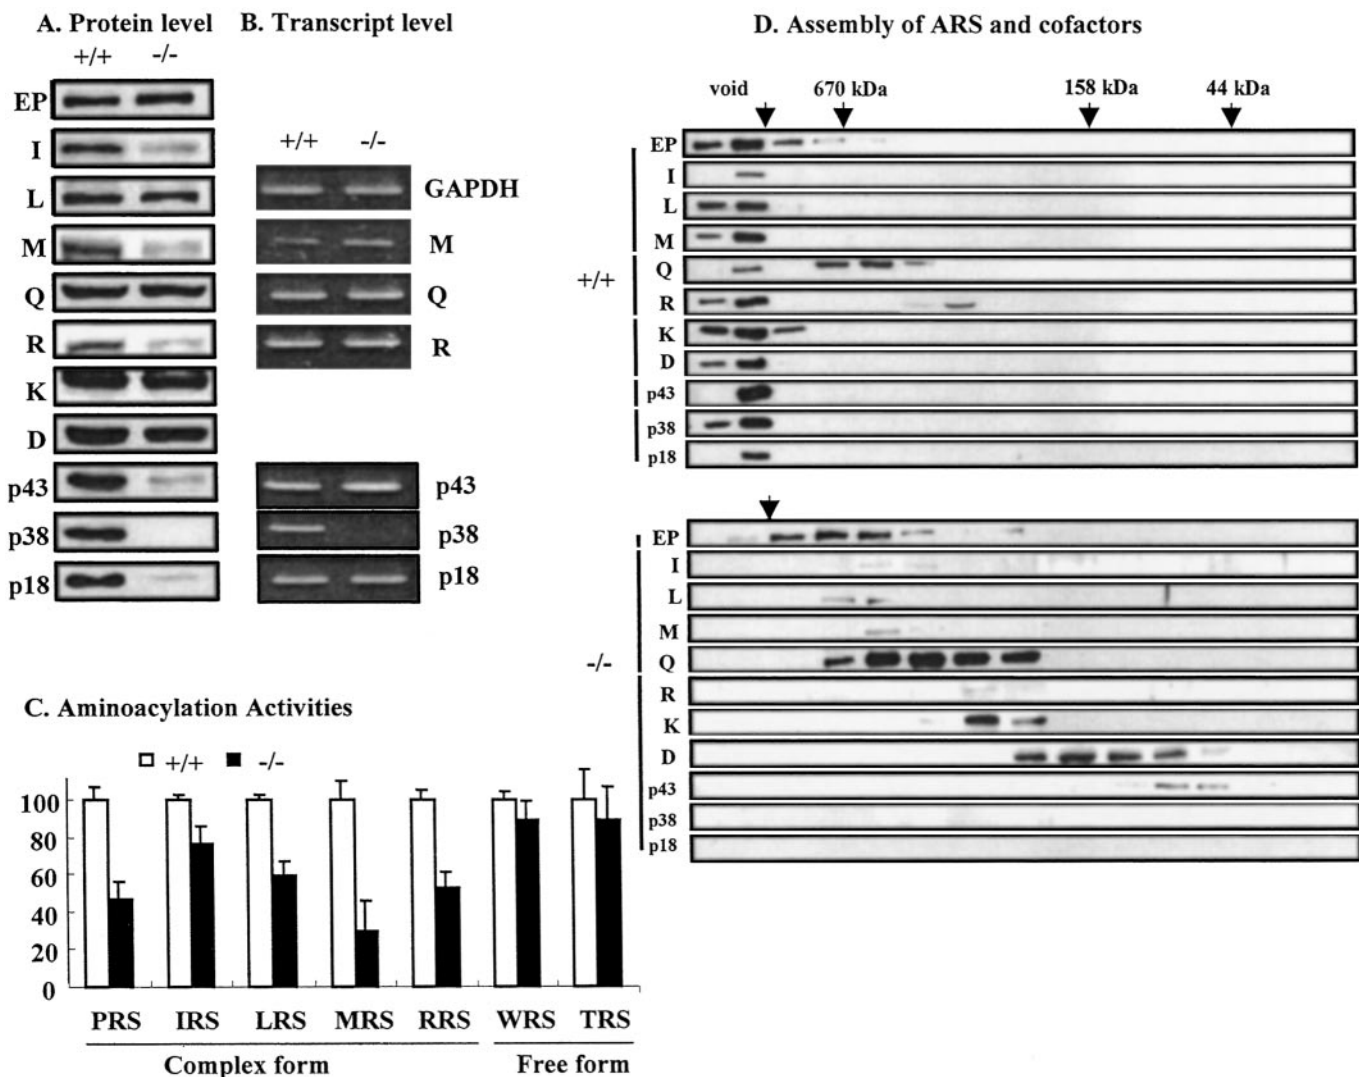 A. Protein level
+/+ -/-
EP
I
L
M
Q
R
K
D
p43
p38
p18
B. Transcript level
+/+ -/-
GAPDH
M
Q
R
p43
p38
p18
C. Aminoacylation Activities
+/+ -/-
100
80
60
40
20
0
PRS IRS LRS MRS RRS WRS TRS
Complex form Free form
D. Assembly of ARS and cofactors
void 670 kDa 158 kDa 44 kDa
+/+
EP
I
L
M
Q
R
K
D
p43
p38
p18
-/-
EP
I
L
M
Q
R
K
D
p43
p38
p18